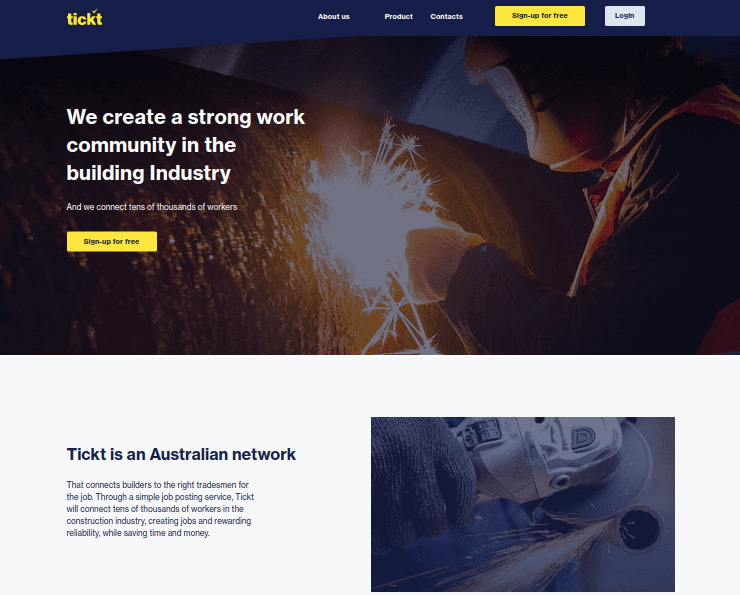 tickt
About us
Product
Contacts
Sign-up for free
Login
We create a strong work
community in the
building Industry
And we connect tens of thousands of workers
Sign-up for free
Tickt is an Australian network
That connects builders to the right tradesmen for
the job. Through a simple job posting service, Tickt
will connect tens of thousands of workers in the
construction industry, creating jobs and rewarding
reliability, while saving time and money.